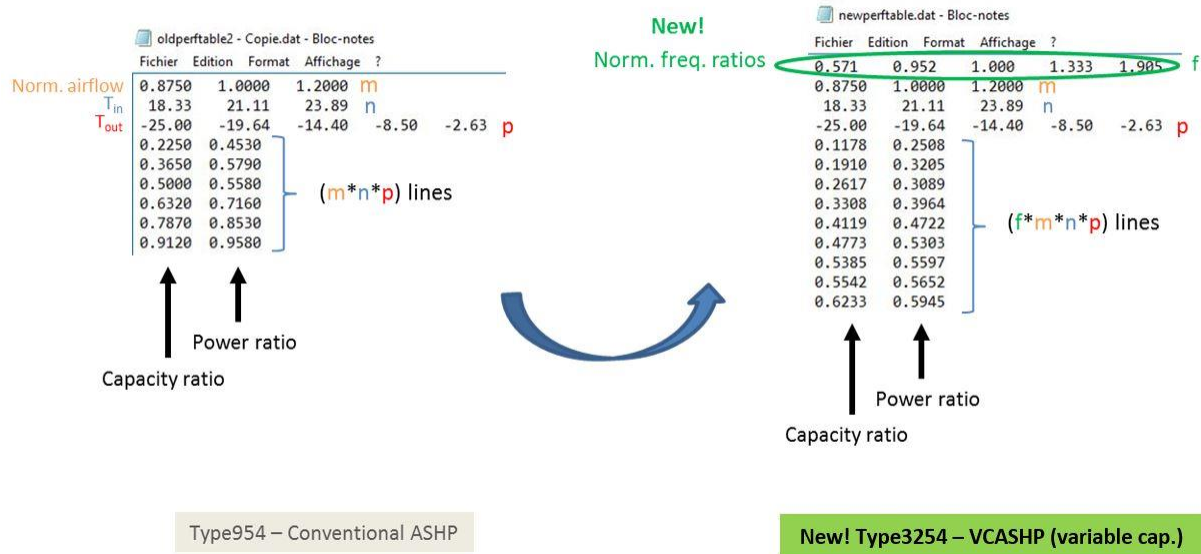 oldperftable2 - Copie.dat - Bloc-notes
Fichier Edition Format Affichage ?
Norm. airflow 0.8750 1.0000 1.2000 m
Tin 18.33 21.11 23.89 n
Tout -25.00 -19.64 -14.40 -8.50 -2.63 p
0.2250 0.4530
0.3650 0.5790
0.5000 0.5580
0.6320 0.7160
0.7870 0.8530
0.9120 0.9580
(m*n*p) lines
Power ratio
Capacity ratio
Type954 – Conventional ASHP
newperftable.dat - Bloc-notes
New!
Fichier Edition Format Affichage ?
Norm. freq. ratios 0.571 0.952 1.000 1.333 1.905 f
0.8750 1.0000 1.2000 m
18.33 21.11 23.89 n
-25.00 -19.64 -14.40 -8.50 -2.63 p
0.1178 0.2508
0.1910 0.3205
0.2617 0.3089
0.3308 0.3964
0.4119 0.4722
0.4773 0.5303
0.5385 0.5597
0.5542 0.5652
0.6233 0.5945
(f*m*n*p) lines
Power ratio
Capacity ratio
New! Type3254 – VCASHP (variable cap.)